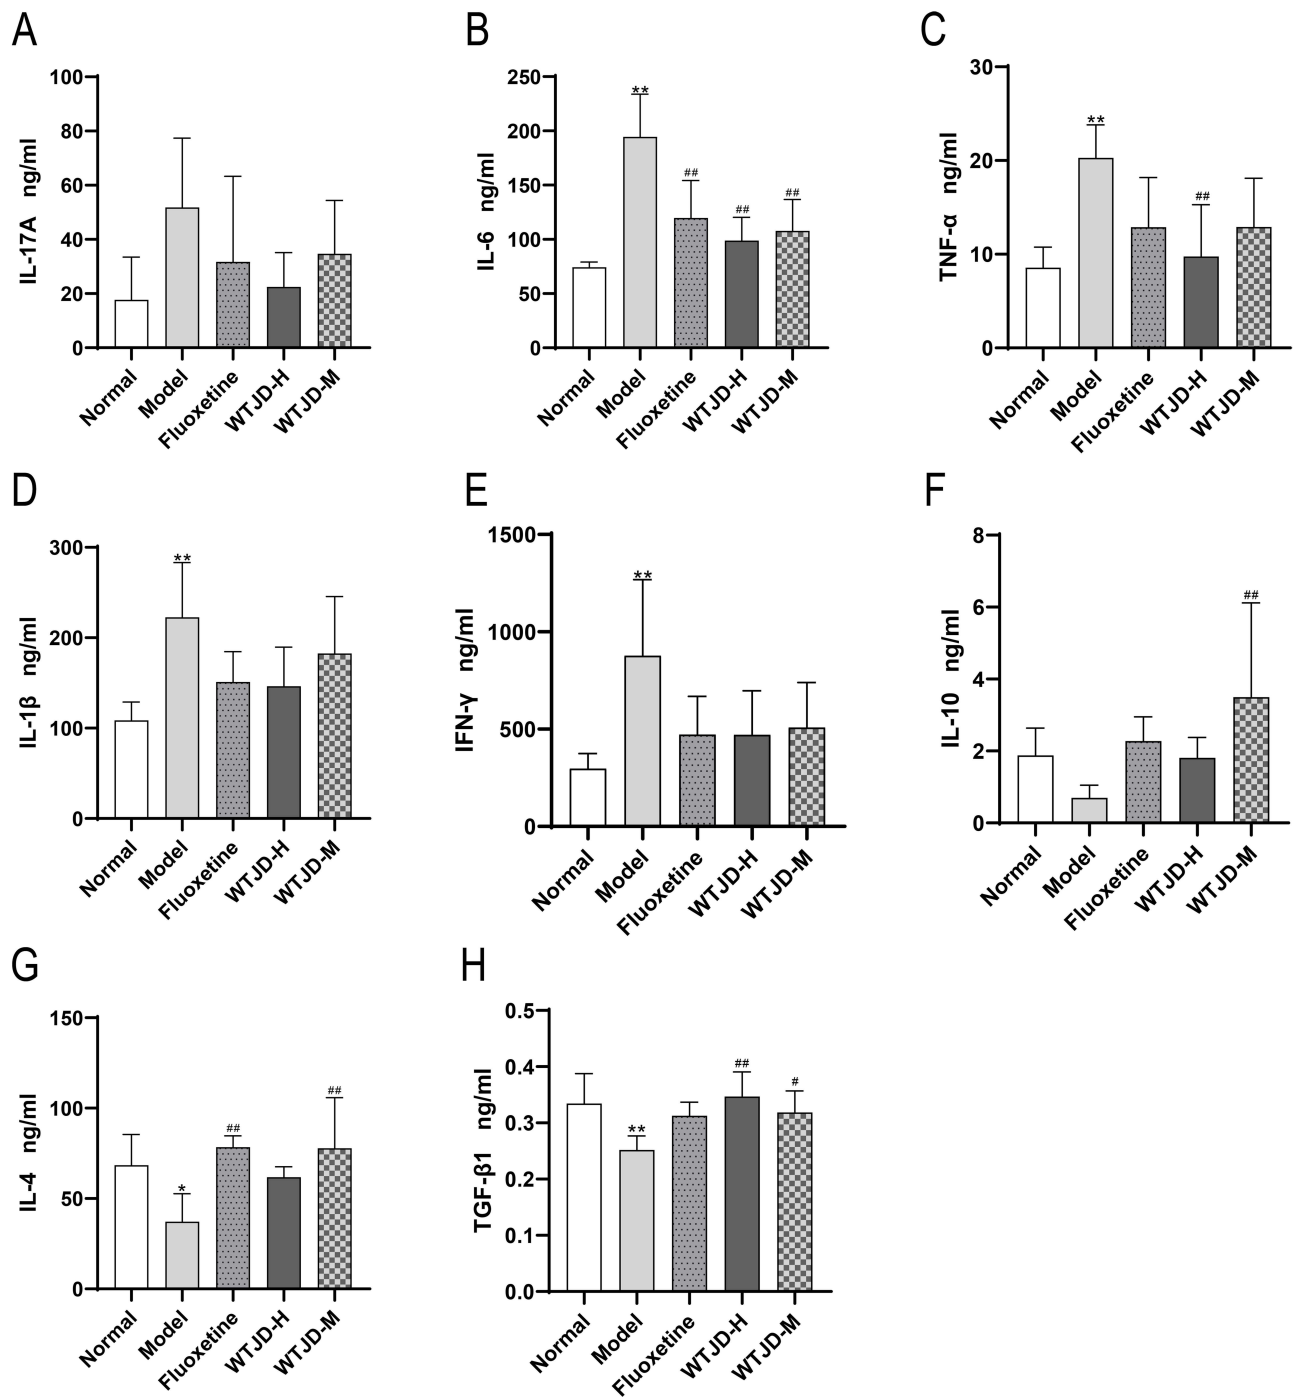 A
IL-17A ng/ml
100
80
60
40
20
0
Normal
Model
Fluoxetine
WTJD-H
WTJD-M
B
IL-6 ng/ml
250
200
150
100
50
0
**
##
##
##
Normal
Model
Fluoxetine
WTJD-H
WTJD-M
C
TNF-α ng/ml
30
20
10
0
**
##
Normal
Model
Fluoxetine
WTJD-H
WTJD-M
D
IL-1β ng/ml
300
200
100
0
**
Normal
Model
Fluoxetine
WTJD-H
WTJD-M
E
IFN-γ ng/ml
1500
1000
500
0
**
Normal
Model
Fluoxetine
WTJD-H
WTJD-M
F
IL-10 ng/ml
8
6
4
2
0
##
Normal
Model
Fluoxetine
WTJD-H
WTJD-M
G
IL-4 ng/ml
150
100
50
0
*
##
##
Normal
Model
Fluoxetine
WTJD-H
WTJD-M
H
TGF-β1 ng/ml
0.5
0.4
0.3
0.2
0.1
0.0
**
##
#
Normal
Model
Fluoxetine
WTJD-H
WTJD-M